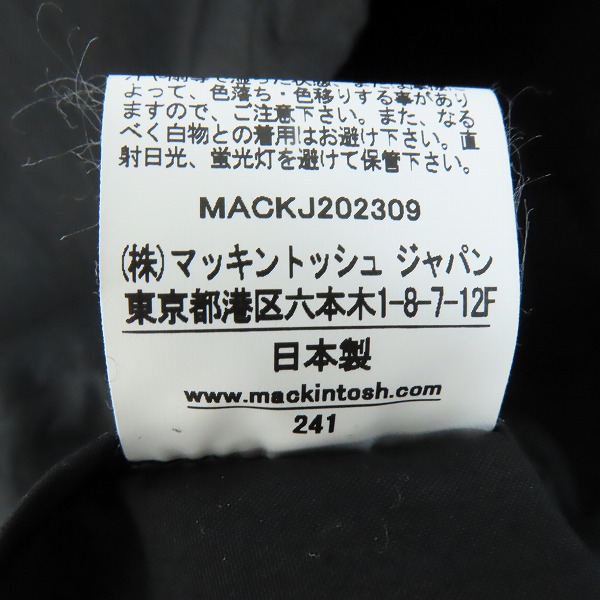 よって、色落ち・色移りする事があり
ますので、ご注意下さい。また、なる
べく白物との着用はお避け下さい。直
射日光、蛍光灯を避けて保管下さい。
MACKJ202309
(株)マッキントッシュ ジャパン
東京都港区六本木1-8-7-12F
日本製
www.mackintosh.com
241